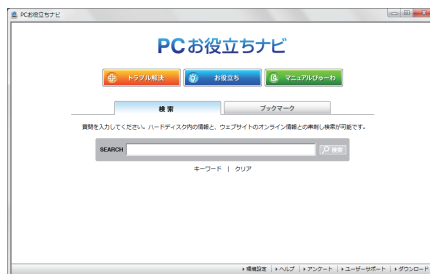 PCお役立ちナビ
PCお役立ちナビ
トラブル解決 お役立ち マニュアルびゅーわ
検索 ブックマーク
質問を入力してください。ハードディスク内の情報と、ウェブサイトのオンライン情報との串刺し検索が可能です。
SEARCH 検索
キーワード | クリア
環境設定 | ヘルプ | アンケート | ユーザーサポート | ダウンロード